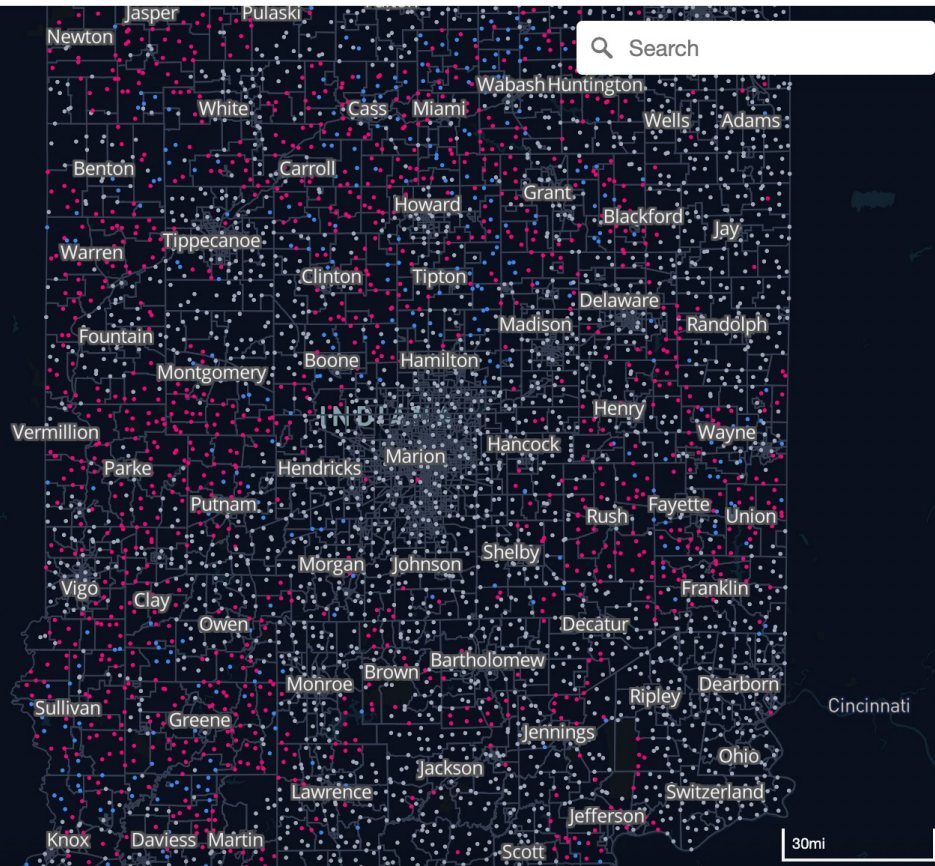 Jasper
Pulaski
Newton
Search
Wabash
Huntington
White
Cass
Miami
Wells
Adams
Benton
Carroll
Grant
Howard
Blackford
Jay
Tippecanoe
Warren
Clinton
Tipton
Delaware
Madison
Randolph
Fountain
Boone
Hamilton
Montgomery
Henry
Vermillion
Wayne
Hancock
Marion
Parke
Hendricks
Putnam
Fayette
Rush
Union
Shelby
Morgan
Johnson
Vigo
Franklin
Clay
Owen
Decatur
Bartholomew
Brown
Monroe
Dearborn
Ripley
Sullivan
Cincinnati
Greene
Jennings
Ohio
Jackson
Lawrence
Switzerland
Jefferson
Knox
Daviess
Martin
30mi
Scott